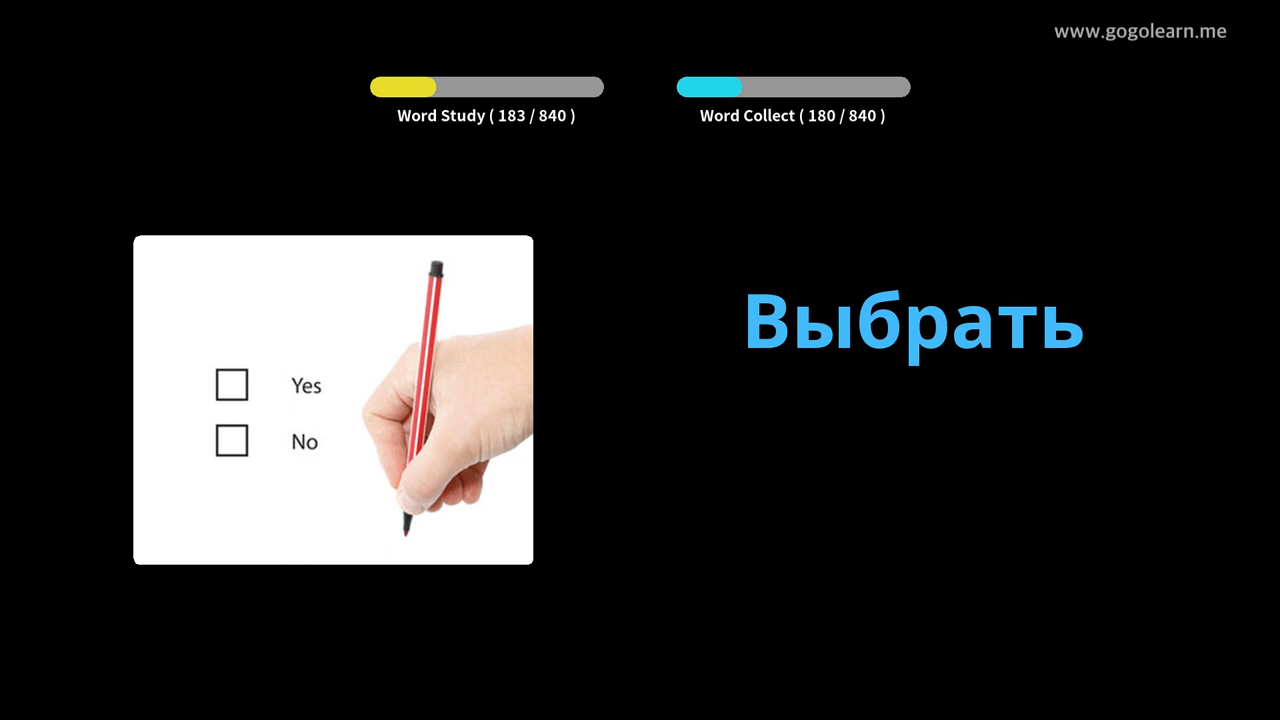 www.gogolearn.me
Word Study ( 183 / 840 )
Word Collect ( 180 / 840 )
Выбрать
Yes
No